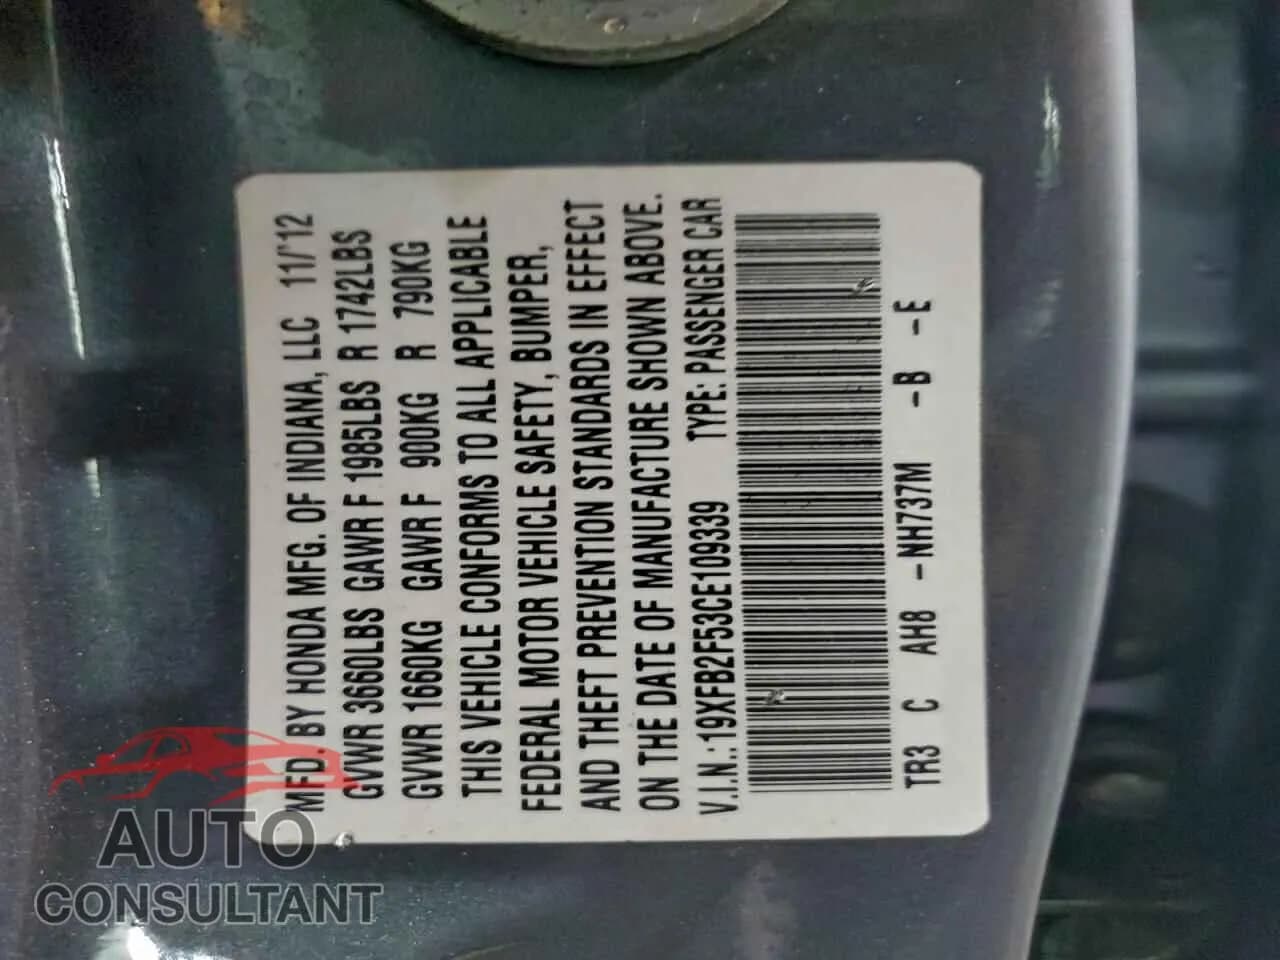 MFD. BY HONDA MFG. OF INDIANA, LLC 11/'12
GVWR 3660LBS GAWR F 1985LBS R 1742LBS
GVWR 1660KG GAWR F 900KG R 790KG
THIS VEHICLE CONFORMS TO ALL APPLICABLE
FEDERAL MOTOR VEHICLE SAFETY, BUMPER,
AND THEFT PREVENTION STANDARDS IN EFFECT
ON THE DATE OF MANUFACTURE SHOWN ABOVE.
V.I.N.:19XFB2F53CE109339 TYPE: PASSENGER CAR
TR3 C AH8 -NH737M -B -E
AUTO
CONSULTANT